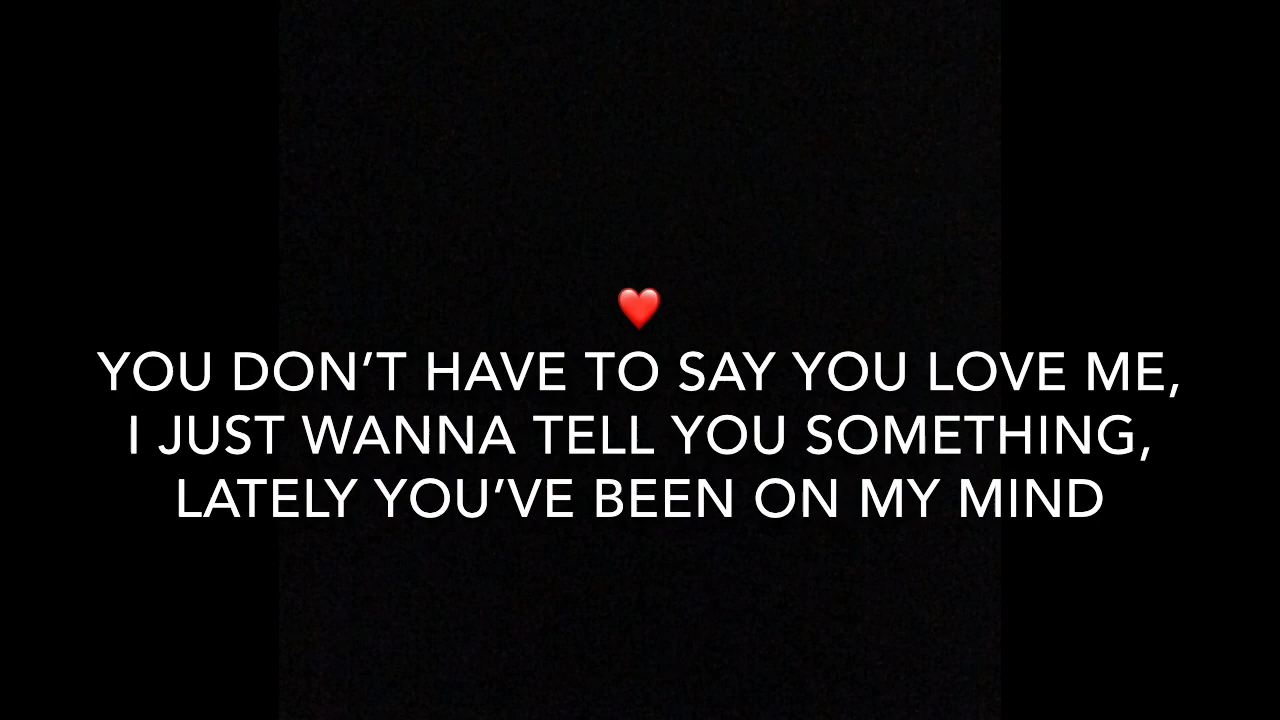 ❤️
YOU DON’T HAVE TO SAY YOU LOVE ME,
I JUST WANNA TELL YOU SOMETHING,
LATELY YOU’VE BEEN ON MY MIND